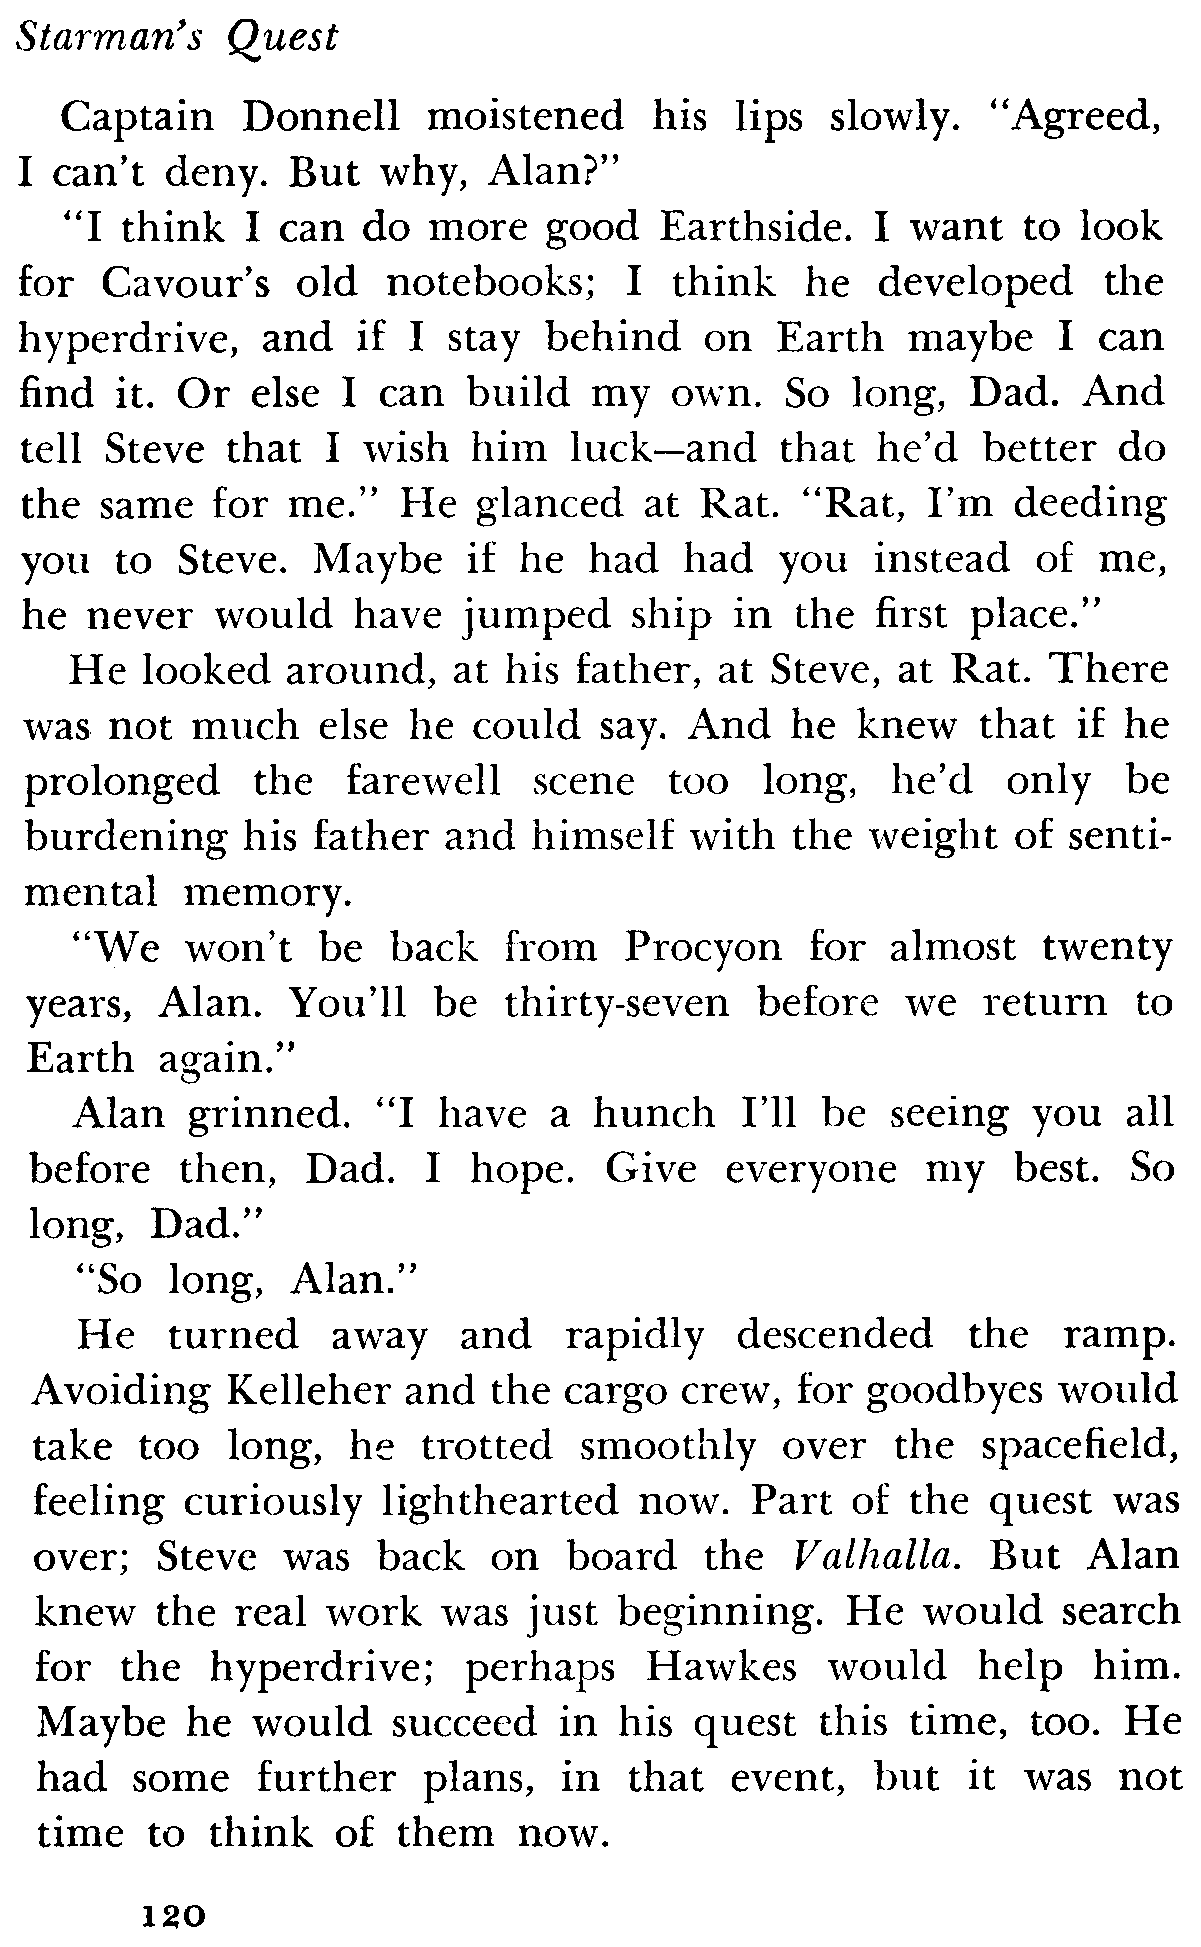 Starman's Quest
Captain Donnell moistened his lips slowly. "Agreed,
I can't deny. But why, Alan?"
"I think I can do more good Earthside. I want to look
for Cavour's old notebooks; I think he developed the
hyperdrive, and if I stay behind on Earth maybe I can
find it. Or else I can build my own. So long, Dad. And
tell Steve that I wish him luck—and that he'd better do
the same for me." He glanced at Rat. "Rat, I'm deeding
you to Steve. Maybe if he had had you instead of me,
he never would have jumped ship in the first place."
He looked around, at his father, at Steve, at Rat. There
was not much else he could say. And he knew that if he
prolonged the farewell scene too long, he'd only be
burdening his father and himself with the weight of senti-
mental memory.
"We won't be back from Procyon for almost twenty
years, Alan. You'll be thirty-seven before we return to
Earth again."
Alan grinned. "I have a hunch I'll be seeing you all
before then, Dad. I hope. Give everyone my best. So
long, Dad."
"So long, Alan."
He turned away and rapidly descended the ramp.
Avoiding Kelleher and the cargo crew, for goodbyes would
take too long, he trotted smoothly over the spacefield,
feeling curiously lighthearted now. Part of the quest was
over; Steve was back on board the Valhalla. But Alan
knew the real work was just beginning. He would search
for the hyperdrive; perhaps Hawkes would help him.
Maybe he would succeed in his quest this time, too. He
had some further plans, in that event, but it was not
time to think of them now.
120